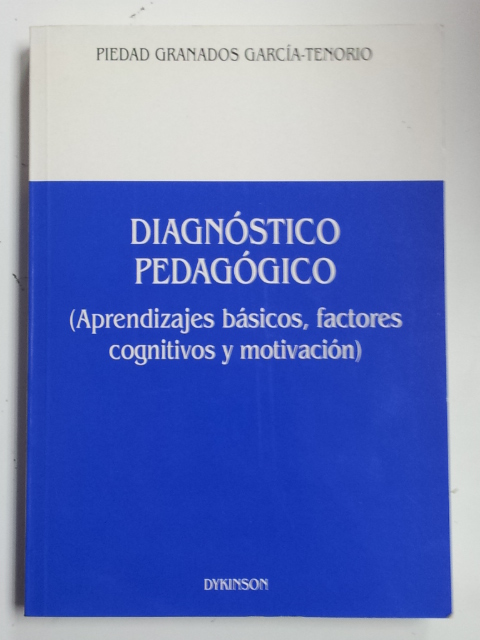 PIEDAD GRANADOS GARCÍA-TENORIO
DIAGNÓSTICO
PEDAGÓGICO
(Aprendizajes básicos, factores
cognitivos y motivación)
DYKINSON